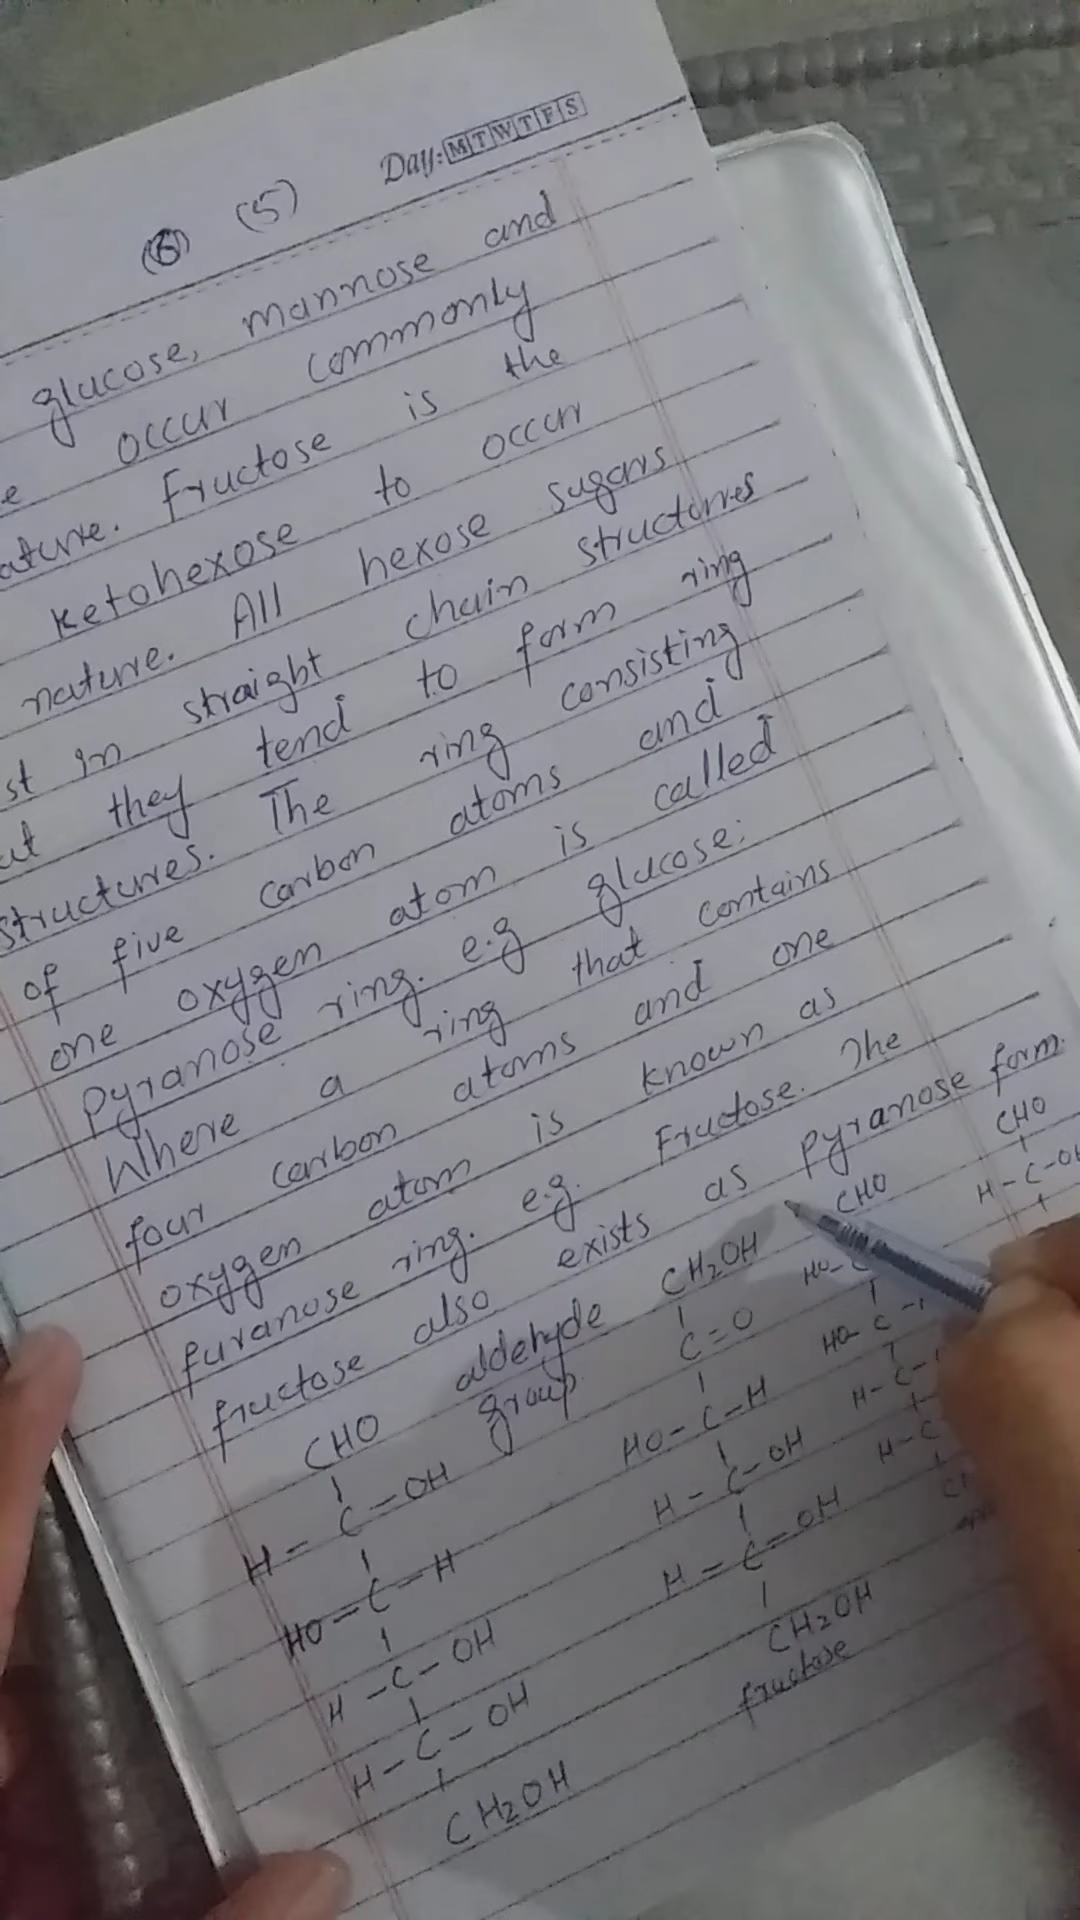 Day: M T W T F S
(6) (5)
glucose, mannose and
e occur commonly
ature. Fructose is the
ketohexose to occur
nature. All hexose sugars
st in straight chain structures
ut they tend to form ring
structures. The ring consisting
of five carbon atoms and
one oxygen atom is called
pyranose ring. e.g glucose.
Where a ring that contains
four carbon atoms and one
oxygen atom is known as
furanose ring. e.g. Fructose. The
fructose also exists as pyranose form.
CHO aldehyde group CH2OH CHO CHO
H - C - OH C = O HO - C H - C - OH
HO - C - H HO - C - H HO - C -
H - C - OH H - C - OH H - C -
H - C - OH H - C - OH H - C
CH2OH CH2OH
fructose